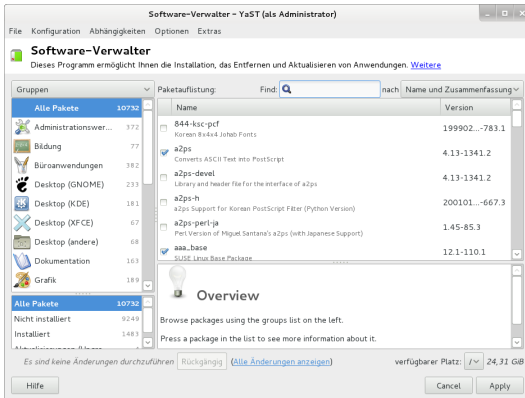 Software-Verwalter – YaST (als Administrator)
File Konfiguration Abhängigkeiten Optionen Extras
Software-Verwalter
Dieses Programm ermöglicht Ihnen die Installation, das Entfernen und Aktualisieren von Anwendungen. Weitere
Gruppen
Paketauflistung: Find: nach Name und Zusammenfassung
Alle Pakete 10732
Administrationswer... 372
Bildung 77
Büroanwendungen 382
Desktop (GNOME) 233
Desktop (KDE) 181
Desktop (XFCE) 67
Desktop (andere) 68
Dokumentation 163
Grafik 189
Name Version
844-ksc-pcf 199902...-783.1
Korean 8x4x4 Johab Fonts
a2ps 4.13-1341.2
Converts ASCII Text into PostScript
a2ps-devel 4.13-1341.2
Library and header file for the interface of a2ps
a2ps-h 200101...-667.3
a2ps Support for Korean PostScript Filter (Python Version)
a2ps-perl-ja 1.45-85.3
Perl Version of Miguel Santana's a2ps (with Japanese Support)
aaa_base 12.1-110.1
SUSE Linux Base Package
Alle Pakete 10732
Nicht installiert 9249
Installiert 1483
Overview
Browse packages using the groups list on the left.
Press a package in the list to see more information about it.
Es sind keine Änderungen durchzuführen Rückgängig (Alle Änderungen anzeigen) verfügbarer Platz: / 24,31 GiB
Hilfe Cancel Apply